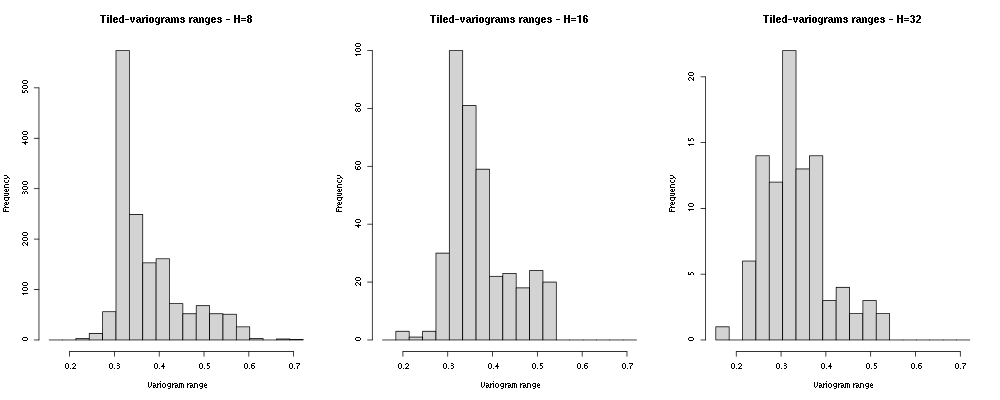 Tiled-variograms ranges - H=8
Frequency
500
400
300
200
100
0
0.2 0.3 0.4 0.5 0.6 0.7
Variogram range
Tiled-variograms ranges - H=16
Frequency
100
80
60
40
20
0
0.2 0.3 0.4 0.5 0.6 0.7
Variogram range
Tiled-variograms ranges - H=32
Frequency
20
15
10
5
0
0.2 0.3 0.4 0.5 0.6 0.7
Variogram range